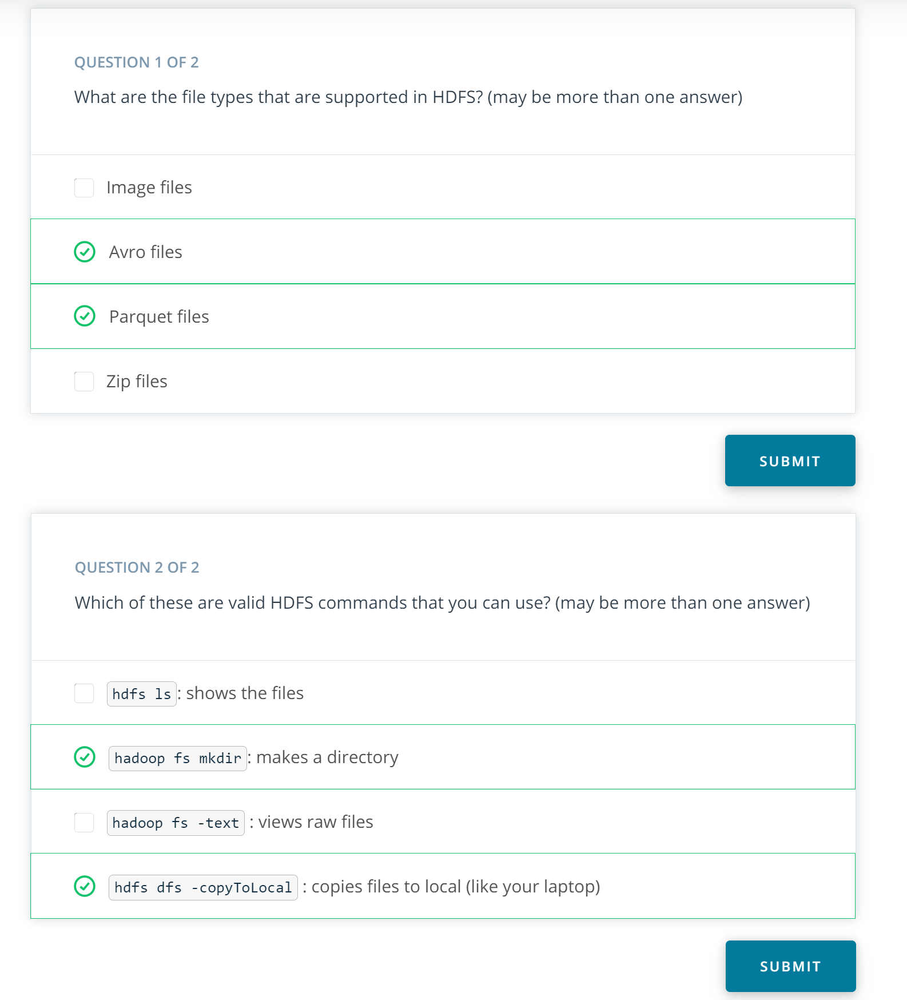 QUESTION 1 OF 2
What are the file types that are supported in HDFS? (may be more than one answer)
Image files
Avro files
Parquet files
Zip files
SUBMIT
QUESTION 2 OF 2
Which of these are valid HDFS commands that you can use? (may be more than one answer)
hdfs ls: shows the files
hadoop fs mkdir: makes a directory
hadoop fs -text : views raw files
hdfs dfs -copyToLocal : copies files to local (like your laptop)
SUBMIT